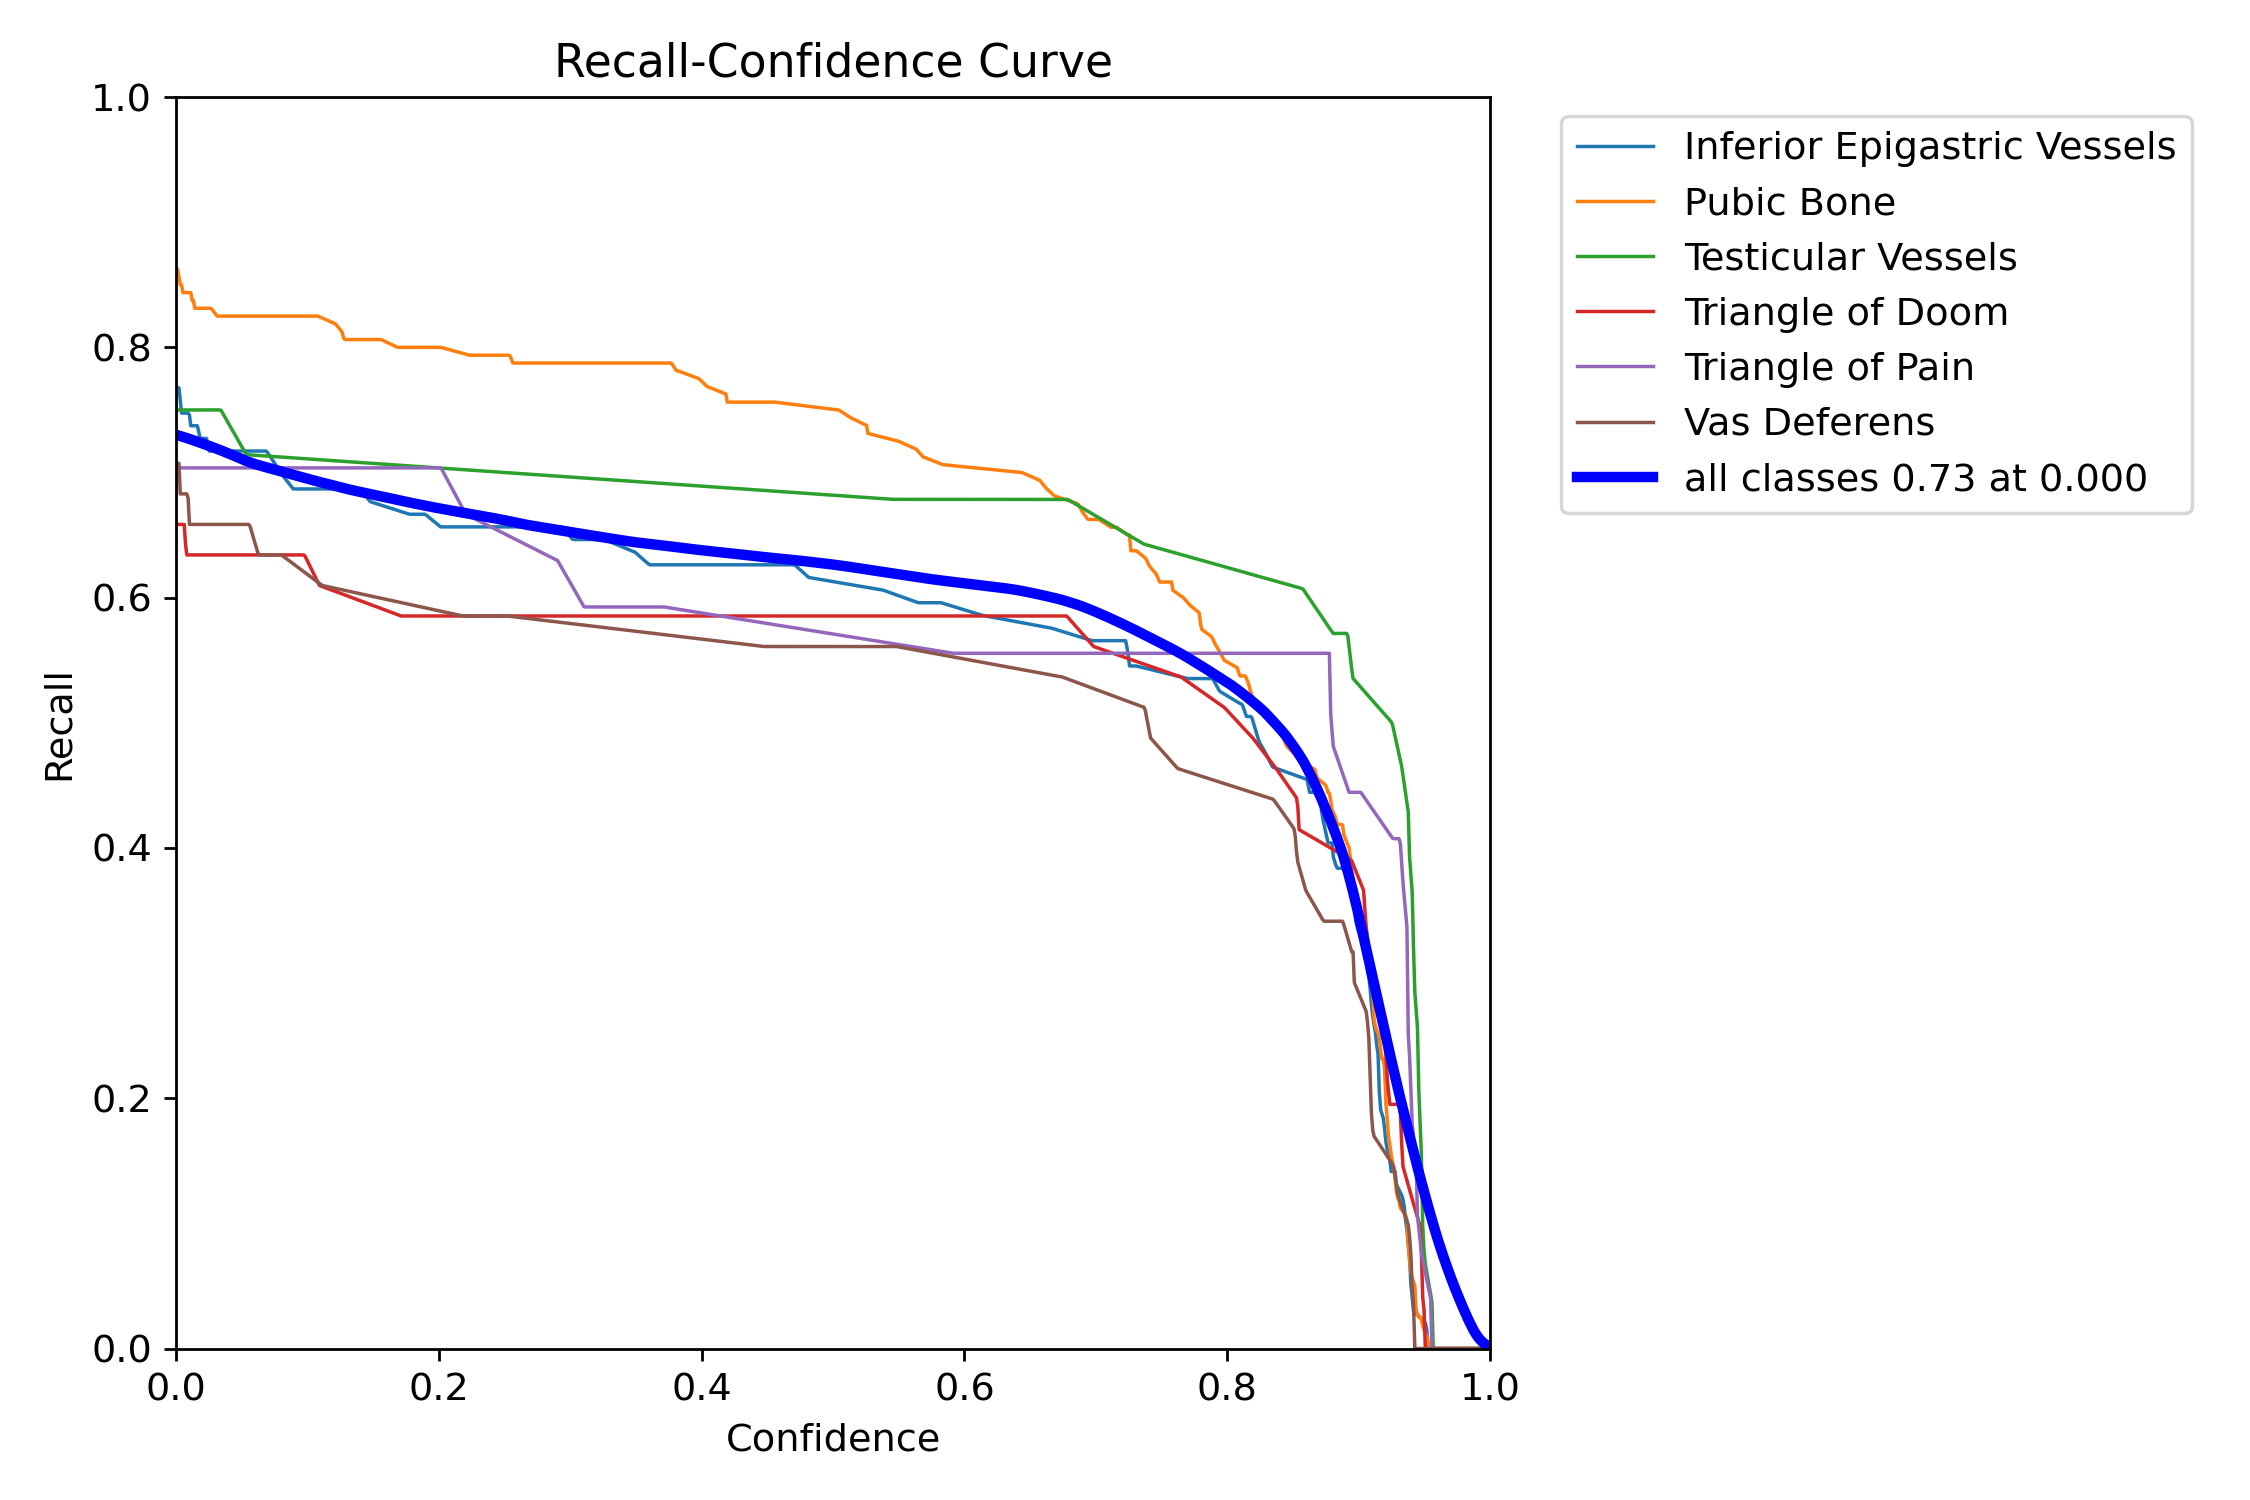 Recall-Confidence Curve
1.0
0.8
0.6
0.4
0.2
0.0
Recall
0.0 0.2 0.4 0.6 0.8 1.0
Confidence
Inferior Epigastric Vessels
Pubic Bone
Testicular Vessels
Triangle of Doom
Triangle of Pain
Vas Deferens
all classes 0.73 at 0.000